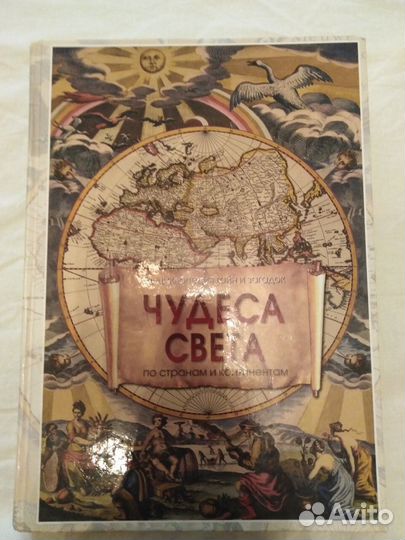 тайн и загадок
ЧУДЕСА
СВЕТА
по странам и континентам
Avito